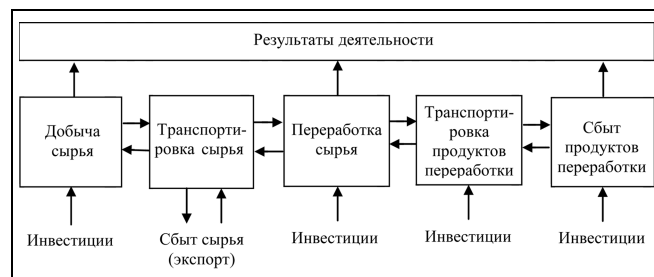 Результаты деятельности
Добыча
сырья
Транспорти-
ровка сырья
Переработка
сырья
Транспорти-
ровка
продуктов
переработки
Сбыт
продуктов
переработки
Инвестиции
Сбыт сырья
(экспорт)
Инвестиции
Инвестиции
Инвестиции